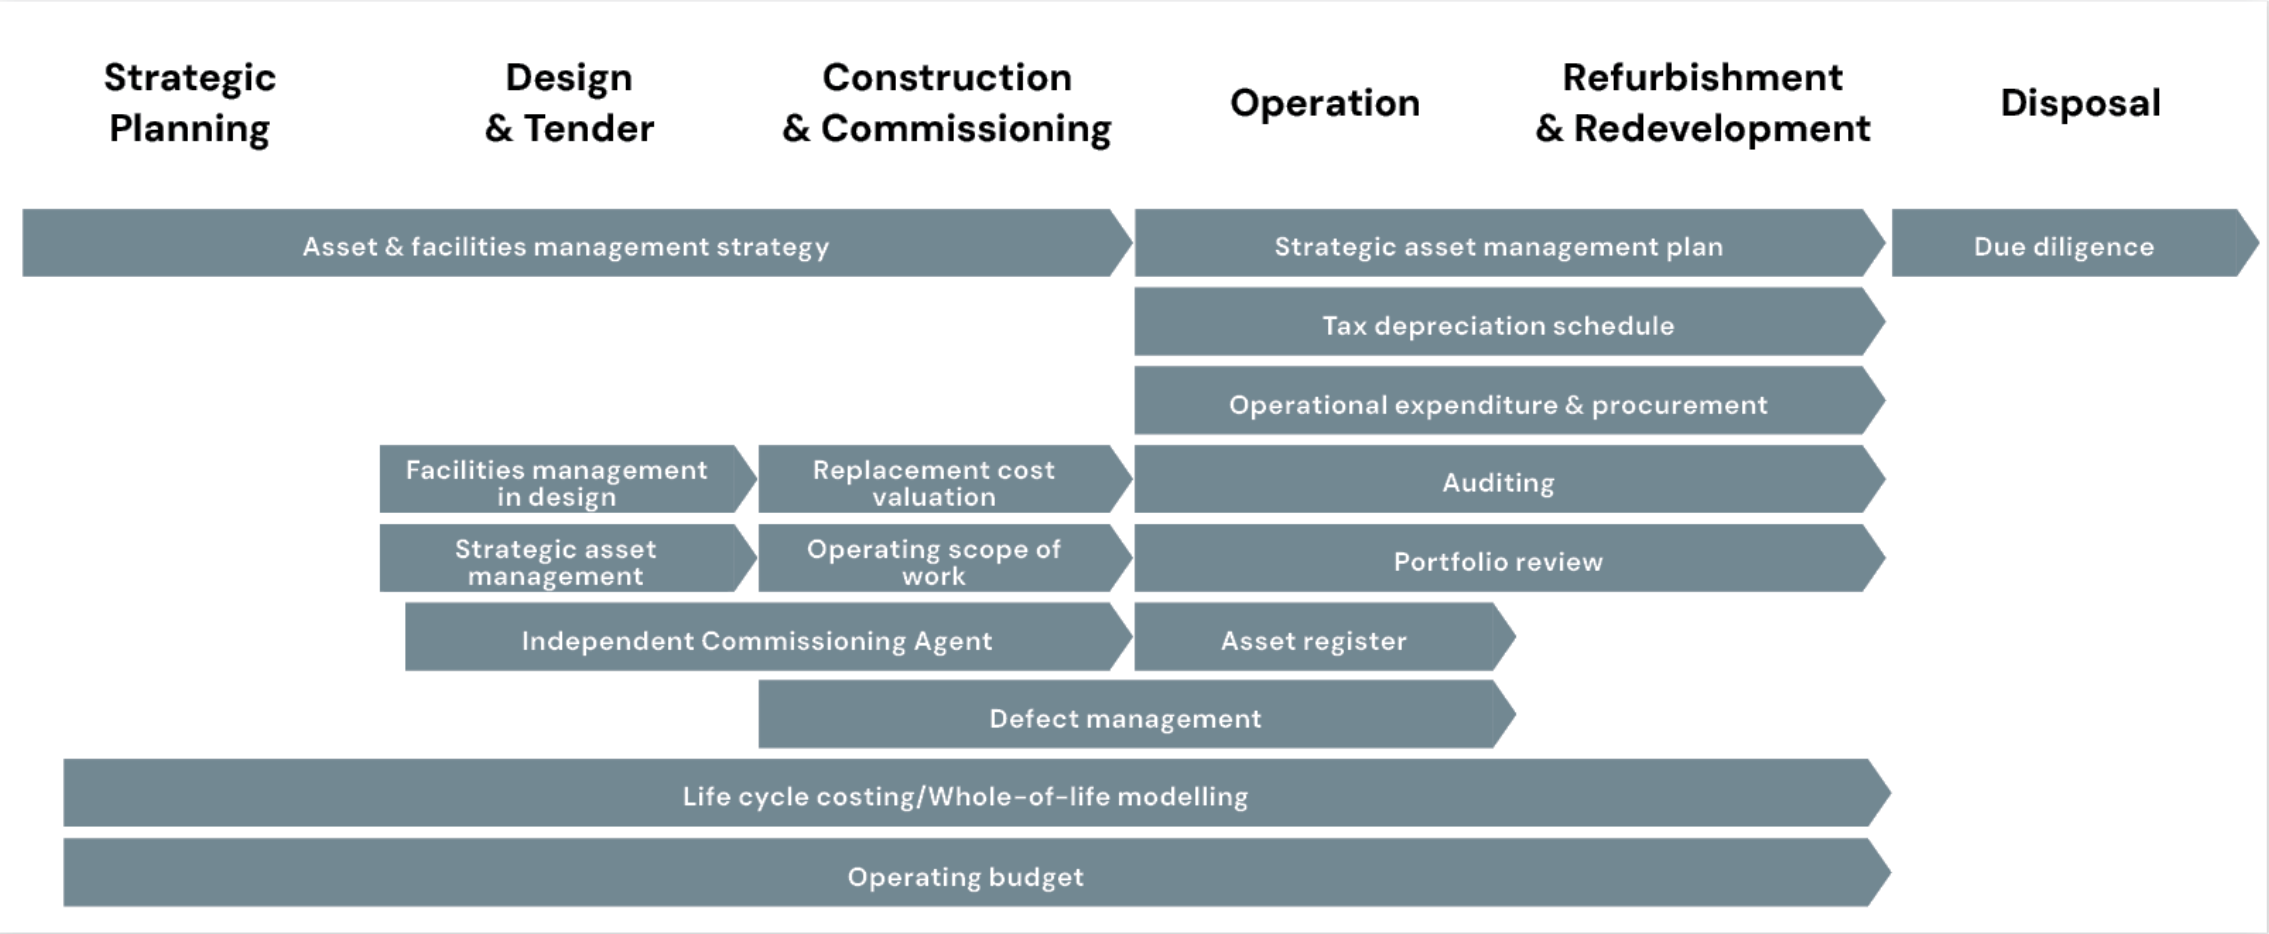 Strategic
Planning
Design
& Tender
Construction
& Commissioning
Operation
Refurbishment
& Redevelopment
Disposal
Asset & facilities management strategy
Strategic asset management plan
Due diligence
Tax depreciation schedule
Operational expenditure & procurement
Facilities management
in design
Replacement cost
valuation
Auditing
Strategic asset
management
Operating scope of
work
Portfolio review
Independent Commissioning Agent
Asset register
Defect management
Life cycle costing/Whole-of-life modelling
Operating budget